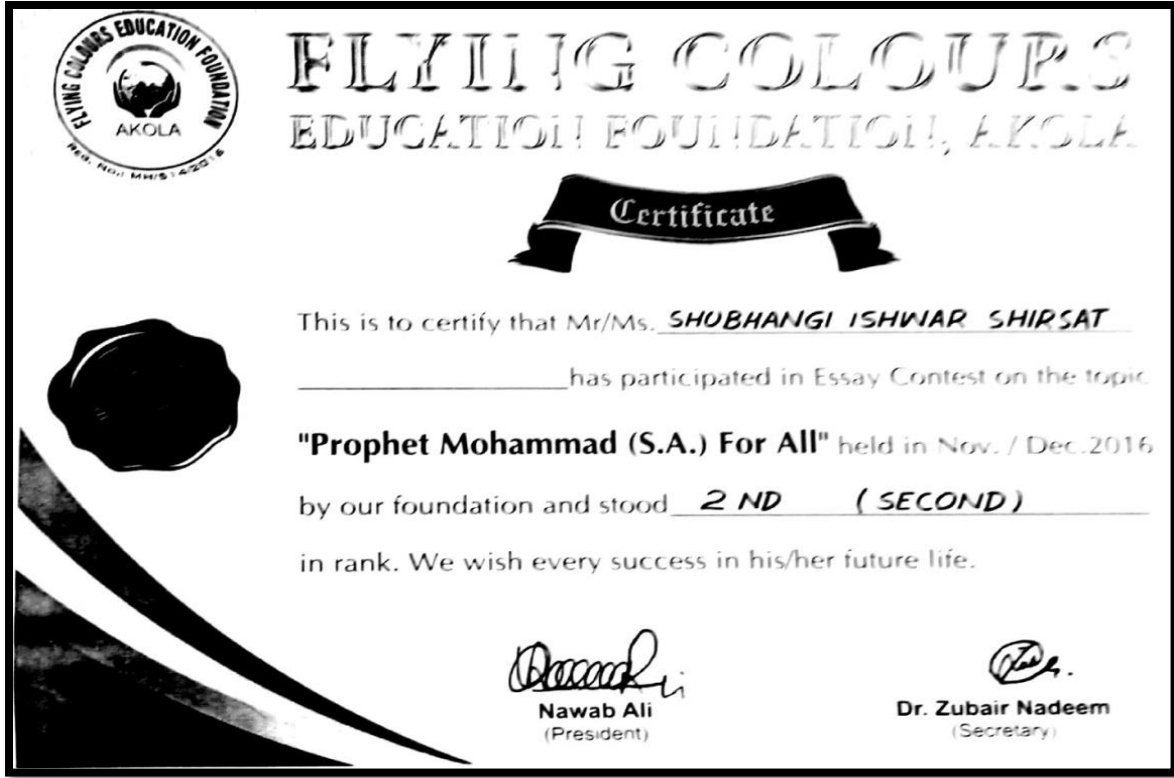 FLYING COLOURS EDUCATION FOUNDATION
AKOLA
Reg. No.: MH/514/2016
FLYING COLOURS
EDUCATION FOUNDATION, AKOLA
Certificate
This is to certify that Mr/Ms. SHUBHANGI ISHWAR SHIRSAT
has participated in Essay Contest on the topic
"Prophet Mohammad (S.A.) For All" held in Nov. / Dec.2016
by our foundation and stood 2 ND (SECOND)
in rank. We wish every success in his/her future life.
Nawab Ali
(President)
Dr. Zubair Nadeem
(Secretary)